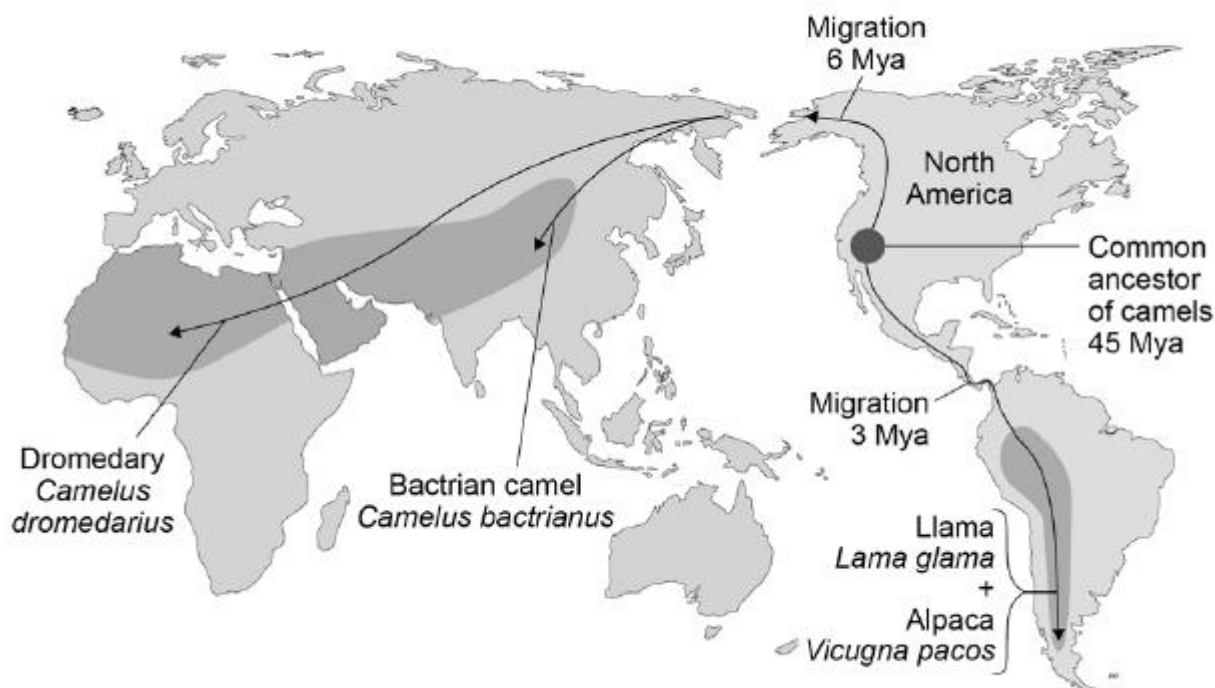 Migration
6 Mya
North
America
Common
ancestor
of camels
45 Mya
Migration
3 Mya
Dromedary
Camelus
dromedarius
Bactrian camel
Camelus bactrianus
Llama
Lama glama
+
Alpaca
Vicugna pacos